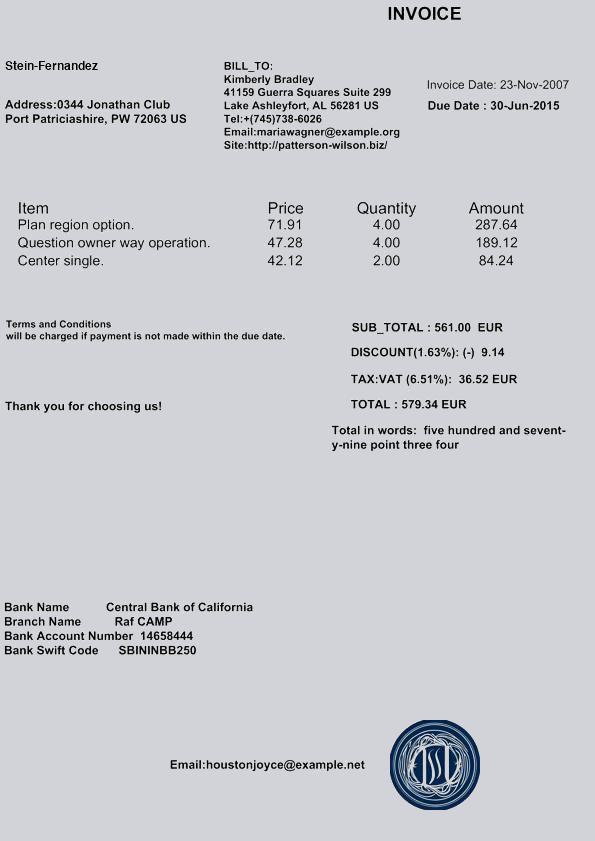 INVOICE
Stein-Fernandez
Address:0344 Jonathan Club
Port Patriciashire, PW 72063 US
BILL_TO:
Kimberly Bradley
41159 Guerra Squares Suite 299
Lake Ashleyfort, AL 56281 US
Tel:+(745)738-6026
Email:mariawagner@example.org
Site:http://patterson-wilson.biz/
Invoice Date: 23-Nov-2007
Due Date : 30-Jun-2015
Item Price Quantity Amount
Plan region option. 71.91 4.00 287.64
Question owner way operation. 47.28 4.00 189.12
Center single. 42.12 2.00 84.24
Terms and Conditions
will be charged if payment is not made within the due date.
Thank you for choosing us!
SUB_TOTAL : 561.00 EUR
DISCOUNT(1.63%): (-) 9.14
TAX:VAT (6.51%): 36.52 EUR
TOTAL : 579.34 EUR
Total in words: five hundred and sevent-
y-nine point three four
Bank Name Central Bank of California
Branch Name Raf CAMP
Bank Account Number 14658444
Bank Swift Code SBININBB250
Email:houstonjoyce@example.net